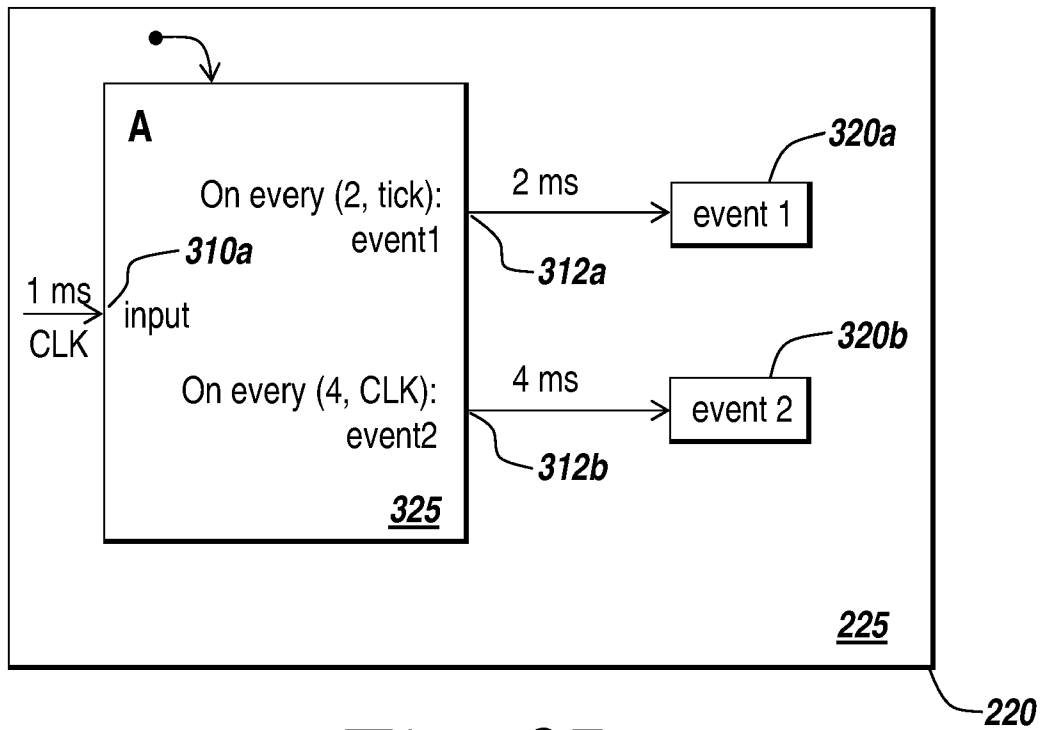 A
320a
On every (2, tick):
event1
2 ms
event 1
310a
312a
1 ms
CLK
input
320b
On every (4, CLK):
event2
4 ms
event 2
312b
325
225
220